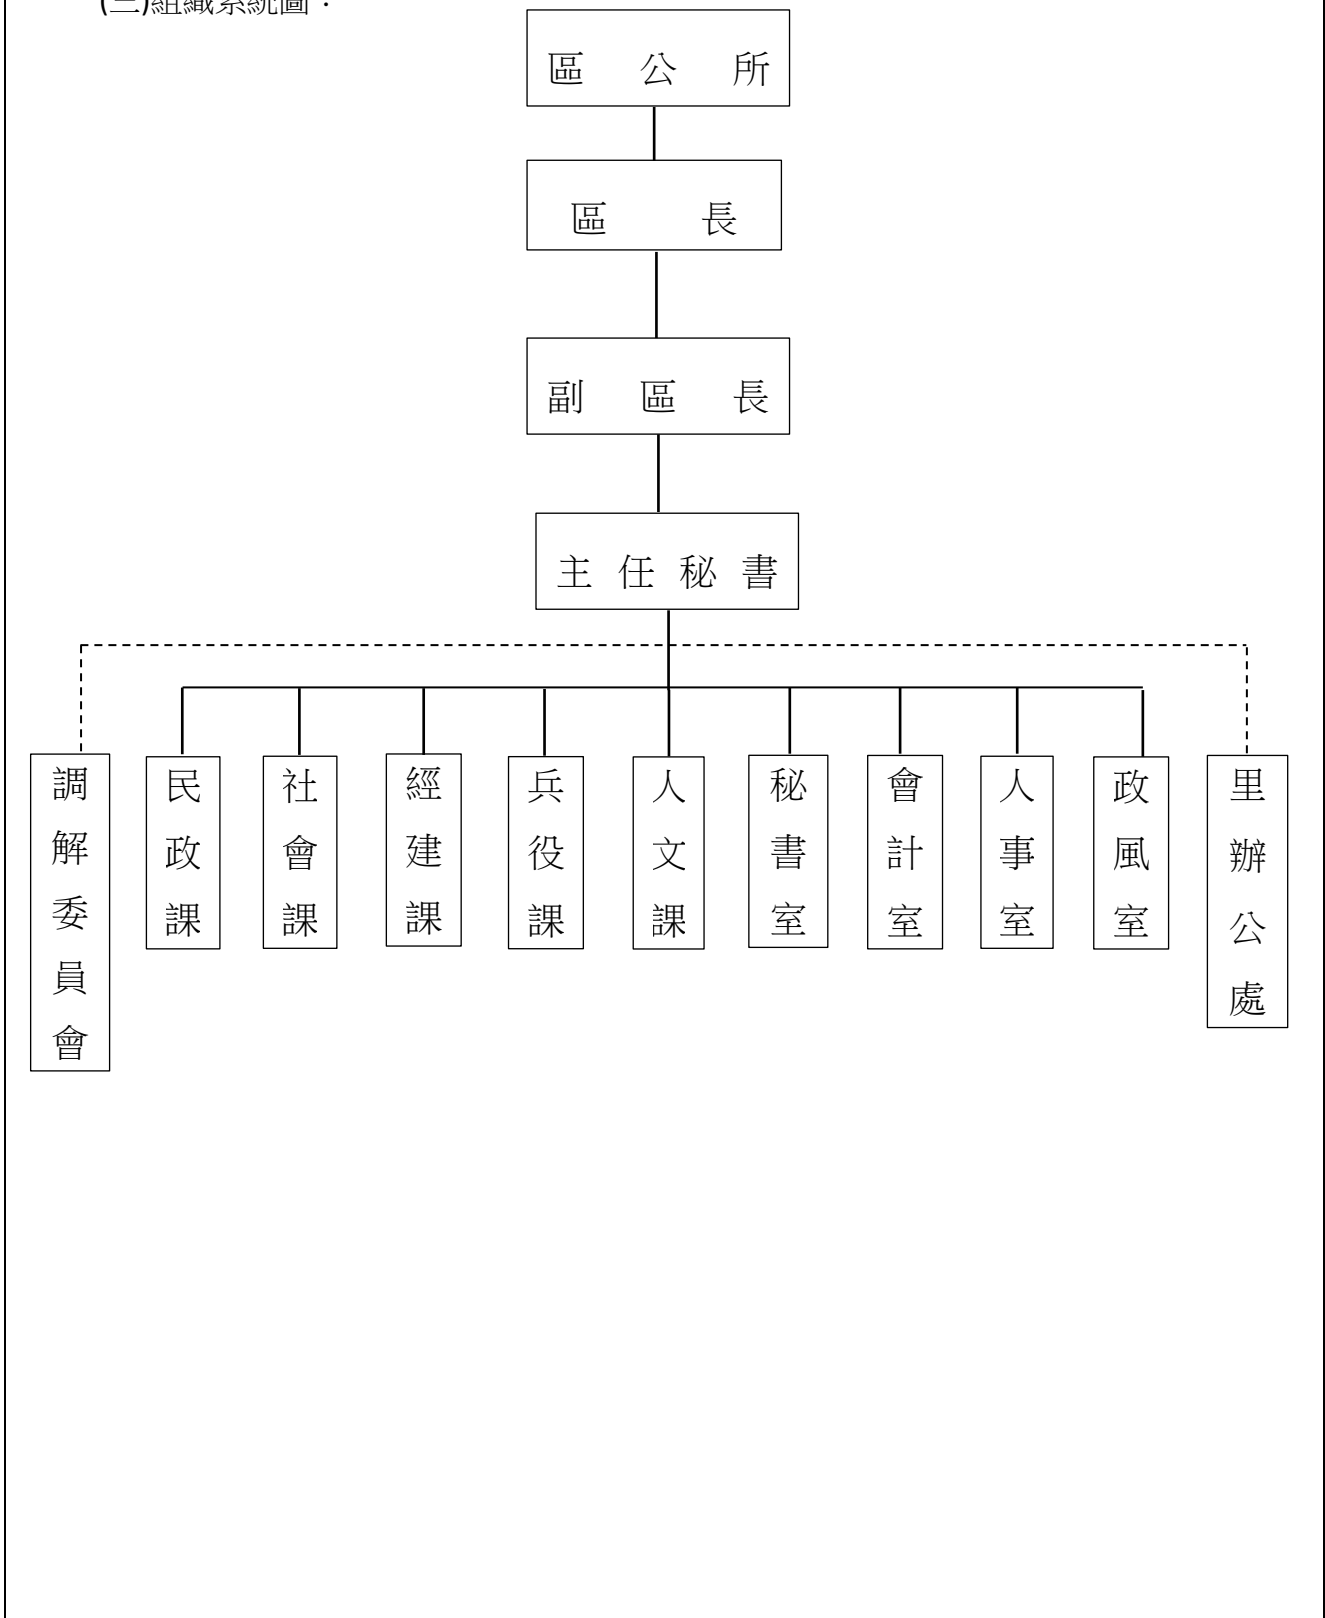 (三)組織系統圖：
區公所
區長
副區長
主任秘書
調解委員會
民政課
社會課
經建課
兵役課
人文課
秘書室
會計室
人事室
政風室
里辦公處